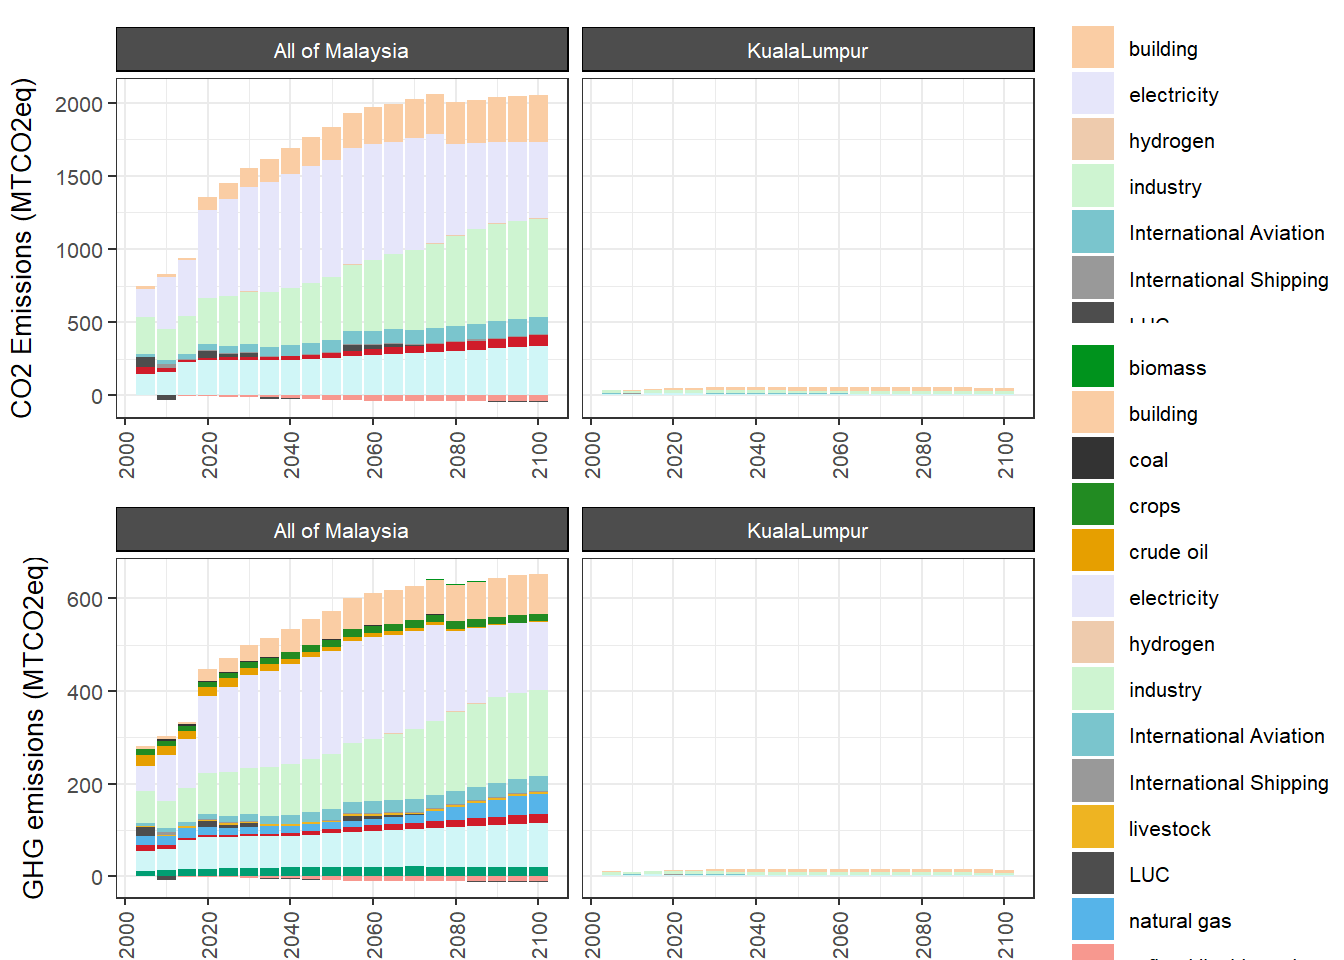 All of Malaysia
KualaLumpur
CO2 Emissions (MTCO2eq)
2000
1500
1000
500
0
2000 2020 2040 2060 2080 2100
2000 2020 2040 2060 2080 2100
building
electricity
hydrogen
industry
International Aviation
International Shipping
LUC
All of Malaysia
KualaLumpur
GHG emissions (MTCO2eq)
600
400
200
0
2000 2020 2040 2060 2080 2100
2000 2020 2040 2060 2080 2100
biomass
building
coal
crops
crude oil
electricity
hydrogen
industry
International Aviation
International Shipping
livestock
LUC
natural gas